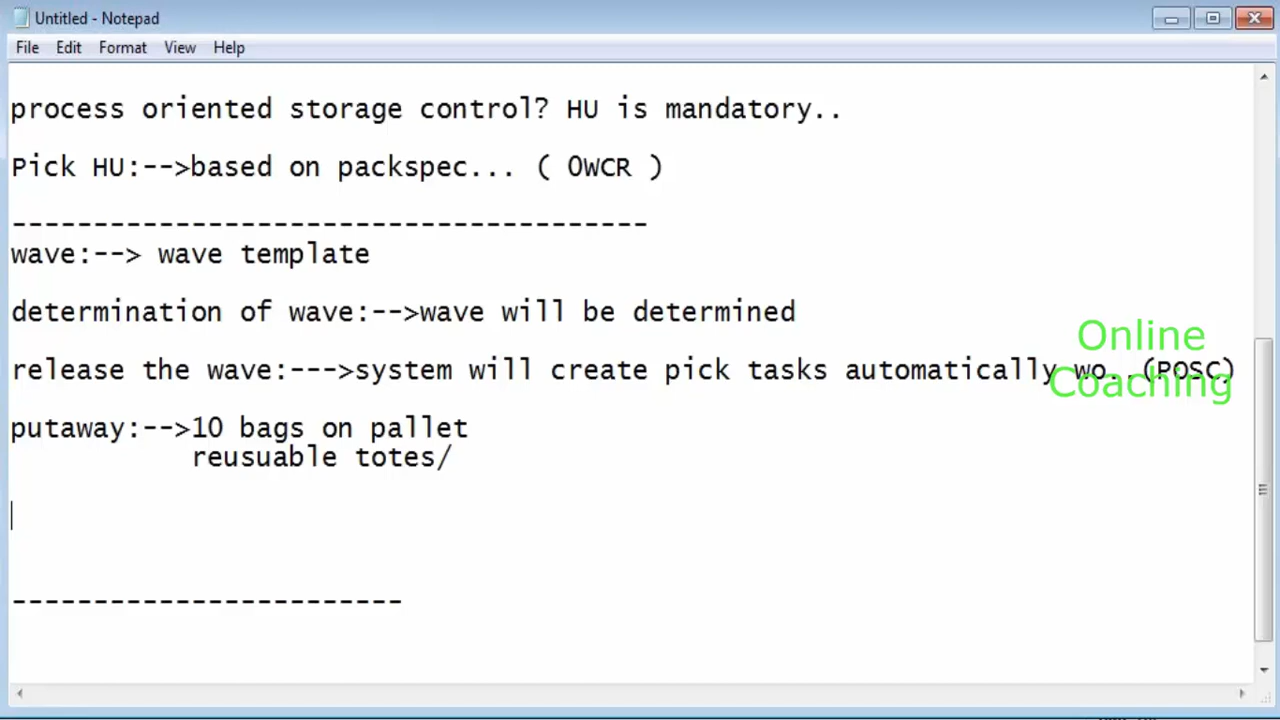 Untitled - Notepad
File Edit Format View Help
process oriented storage control? HU is mandatory..
Pick HU:-->based on packspec... ( OWCR )
---------------------------------------
wave:--> wave template
determination of wave:-->wave will be determined
release the wave:--->system will create pick tasks automatically wo..(POSC)
Online
Coaching
putaway:-->10 bags on pallet
reusuable totes/
------------------------